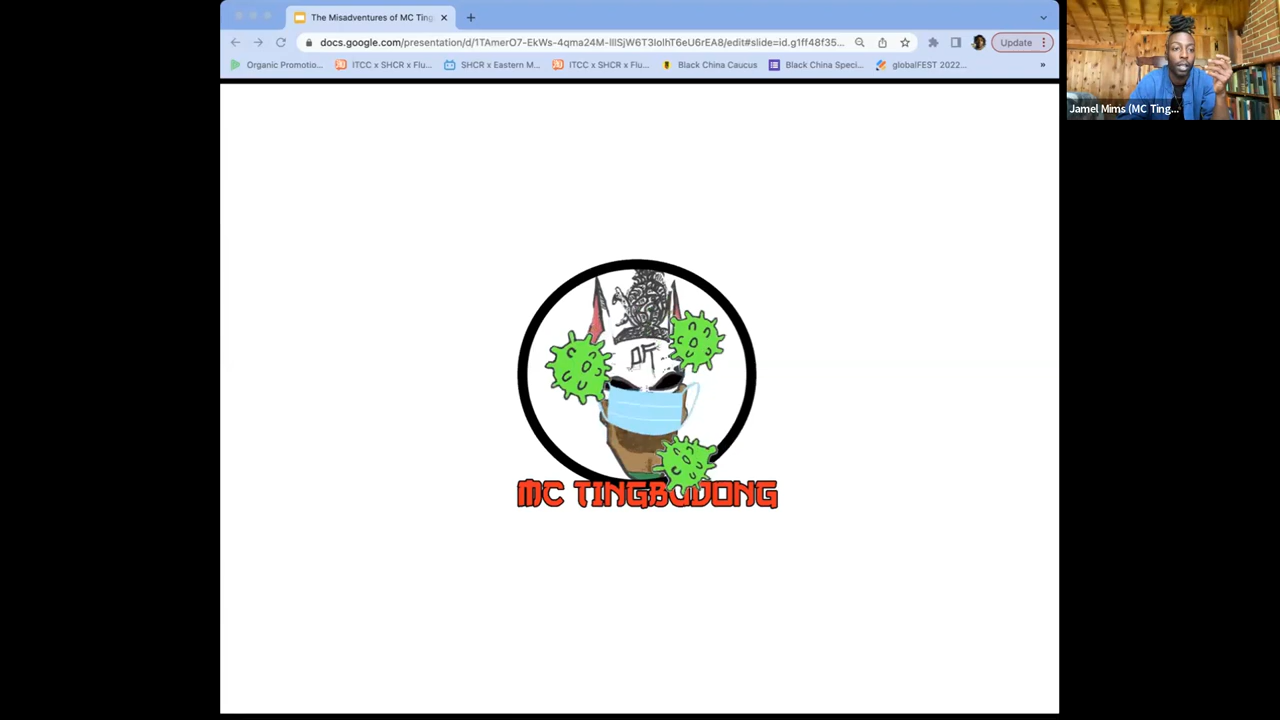 The Misadventures of MC Ting
docs.google.com/presentation/d/1TAmerO7-EkWs-4qma24M-lllSjW6T3lolhT6eU6rEA8/edit#slide=id.g1ff48f35...
Update
Organic Promotio...
ITCC x SHCR x Flu...
SHCR x Eastern M...
ITCC x SHCR x Flu...
Black China Caucus
Black China Speci...
globalFEST 2022...
»
Jamel Mims (MC Ting...
听
MC TINGBUDONG